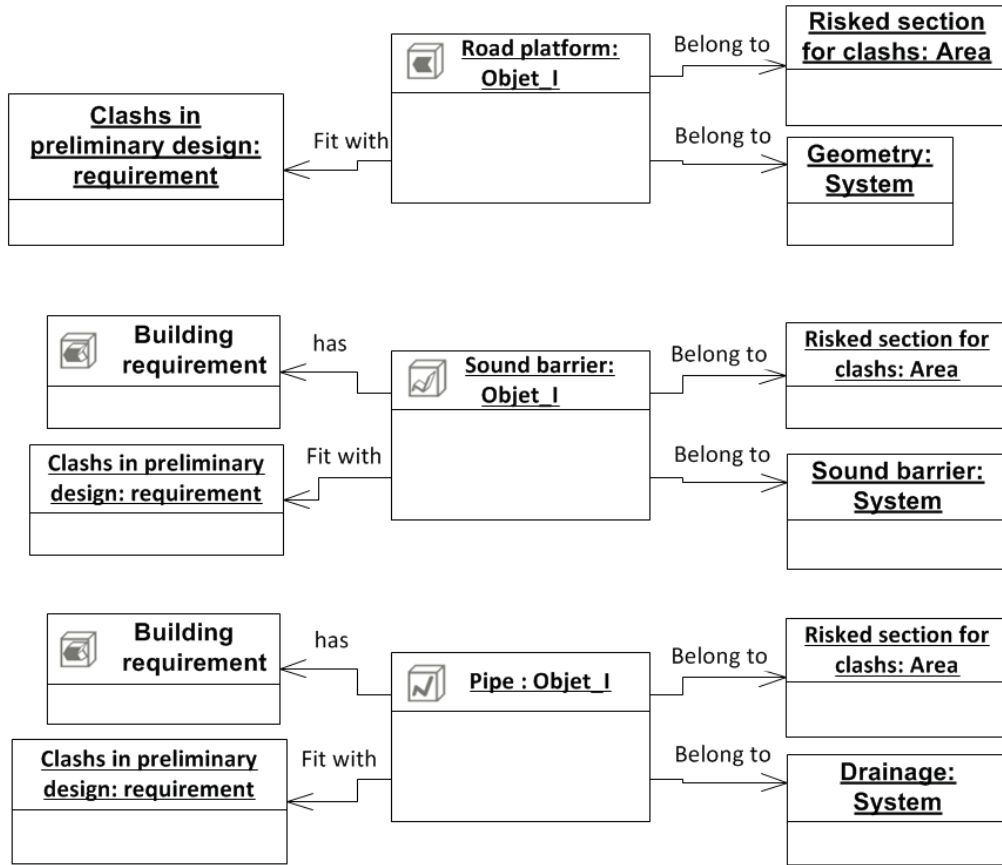 Road platform:
Objet_I
Belong to
Risked section
for clashs: Area
Clashs in
preliminary design:
requirement
Fit with
Belong to
Geometry:
System
Building
requirement
has
Sound barrier:
Objet_I
Belong to
Risked section for
clashs: Area
Clashs in preliminary
design: requirement
Fit with
Belong to
Sound barrier:
System
Building
requirement
has
Pipe : Objet_I
Belong to
Risked section for
clashs: Area
Clashs in preliminary
design: requirement
Fit with
Belong to
Drainage:
System